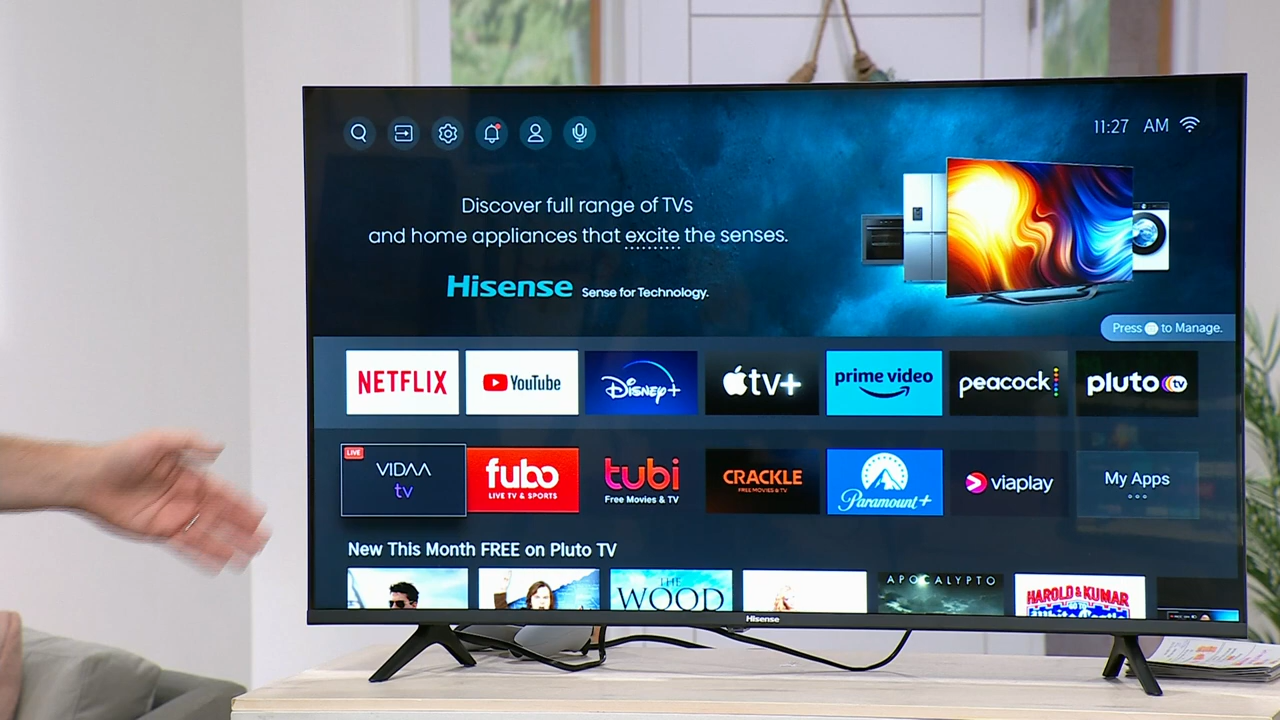 11:27 AM
Discover full range of TVs
and home appliances that excite the senses.
Hisense Sense for Technology.
Press to Manage.
NETFLIX
YouTube
Disney+
tv+
prime video
peacock
pluto tv
LIVE
VIDAA
tv
fubo
LIVE TV & SPORTS
tubi
Free Movies & TV
CRACKLE
FREE MOVIES & TV
Paramount+
viaplay
My Apps
New This Month FREE on Pluto TV
THE
WOOD
APOCALYPTO
HAROLD & KUMAR
White Castle
Hisense